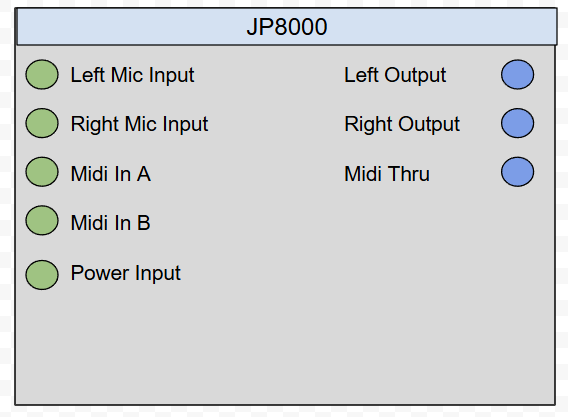 JP8000
Left Mic Input
Left Output
Right Mic Input
Right Output
Midi In A
Midi Thru
Midi In B
Power Input